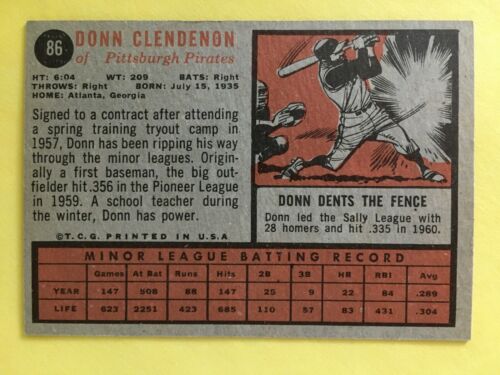 86
DONN CLENDENON
of Pittsburgh Pirates
HT: 6:04 WT: 209 BATS: Right
THROWS: Right BORN: July 15, 1935
HOME: Atlanta, Georgia
Signed to a contract after attending
a spring training tryout camp in
1957, Donn has been ripping his way
through the minor leagues. Origin-
ally a first baseman, the big out-
fielder hit .356 in the Pioneer League
in 1959. A school teacher during
the winter, Donn has power.
©T.C.G. PRINTED IN U.S.A
DONN DENTS THE FENCE
Donn led the Sally League with
28 homers and hit .335 in 1960.
MINOR LEAGUE BATTING RECORD
Games At Bat Runs Hits 2B 3B HR RBI Avg
YEAR 147 508 88 147 25 9 22 84 .289
LIFE 623 2251 423 685 110 57 83 431 .304